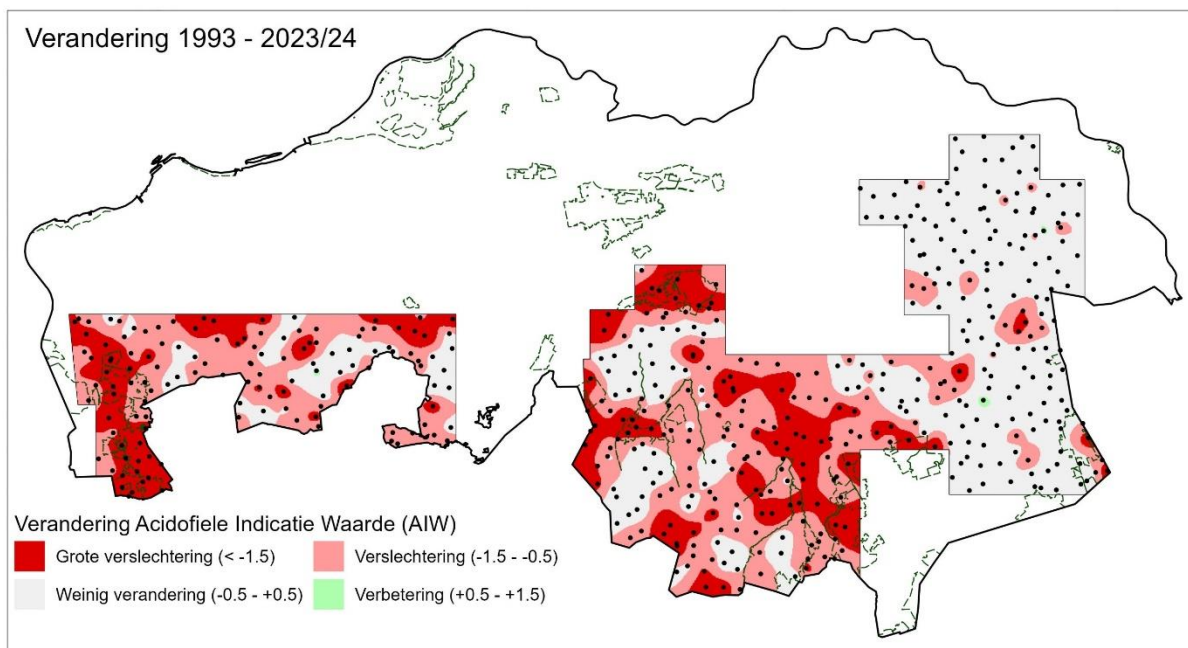 Verandering 1993 - 2023/24
Verandering Acidofiele Indicatie Waarde (AIW)
Grote verslechtering (< -1.5)
Verslechtering (-1.5 - -0.5)
Weinig verandering (-0.5 - +0.5)
Verbetering (+0.5 - +1.5)